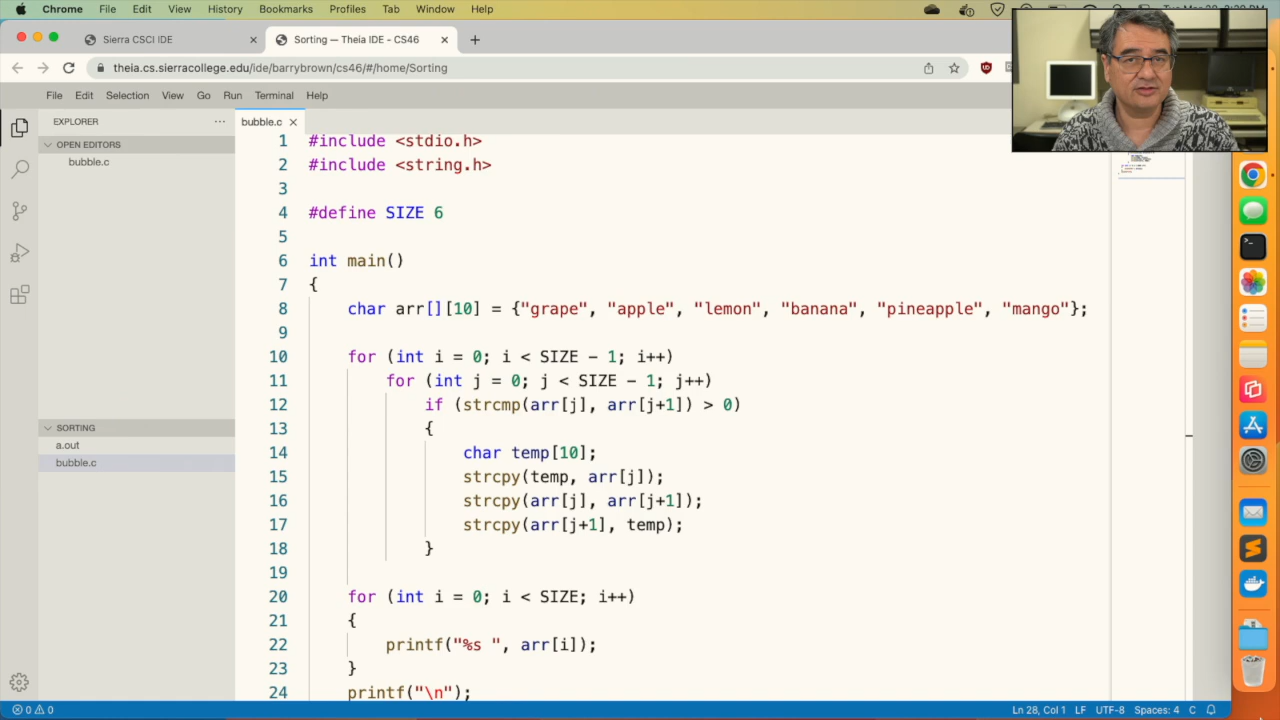 Chrome File Edit View History Bookmarks Profiles Tab Window Help
Sierra CSCI IDE
Sorting — Theia IDE - CS46
theia.cs.sierracollege.edu/ide/barrybrown/cs46/#/home/Sorting
File Edit Selection View Go Run Terminal Help
EXPLORER
OPEN EDITORS
bubble.c
SORTING
a.out
bubble.c
bubble.c
1 #include <stdio.h>
2 #include <string.h>
3
4 #define SIZE 6
5
6 int main()
7 {
8 char arr[][10] = {"grape", "apple", "lemon", "banana", "pineapple", "mango"};
9
10 for (int i = 0; i < SIZE - 1; i++)
11 for (int j = 0; j < SIZE - 1; j++)
12 if (strcmp(arr[j], arr[j+1]) > 0)
13 {
14 char temp[10];
15 strcpy(temp, arr[j]);
16 strcpy(arr[j], arr[j+1]);
17 strcpy(arr[j+1], temp);
18 }
19
20 for (int i = 0; i < SIZE; i++)
21 {
22 printf("%s ", arr[i]);
23 }
24 printf("\n");
0 0
Ln 28, Col 1 LF UTF-8 Spaces: 4 C